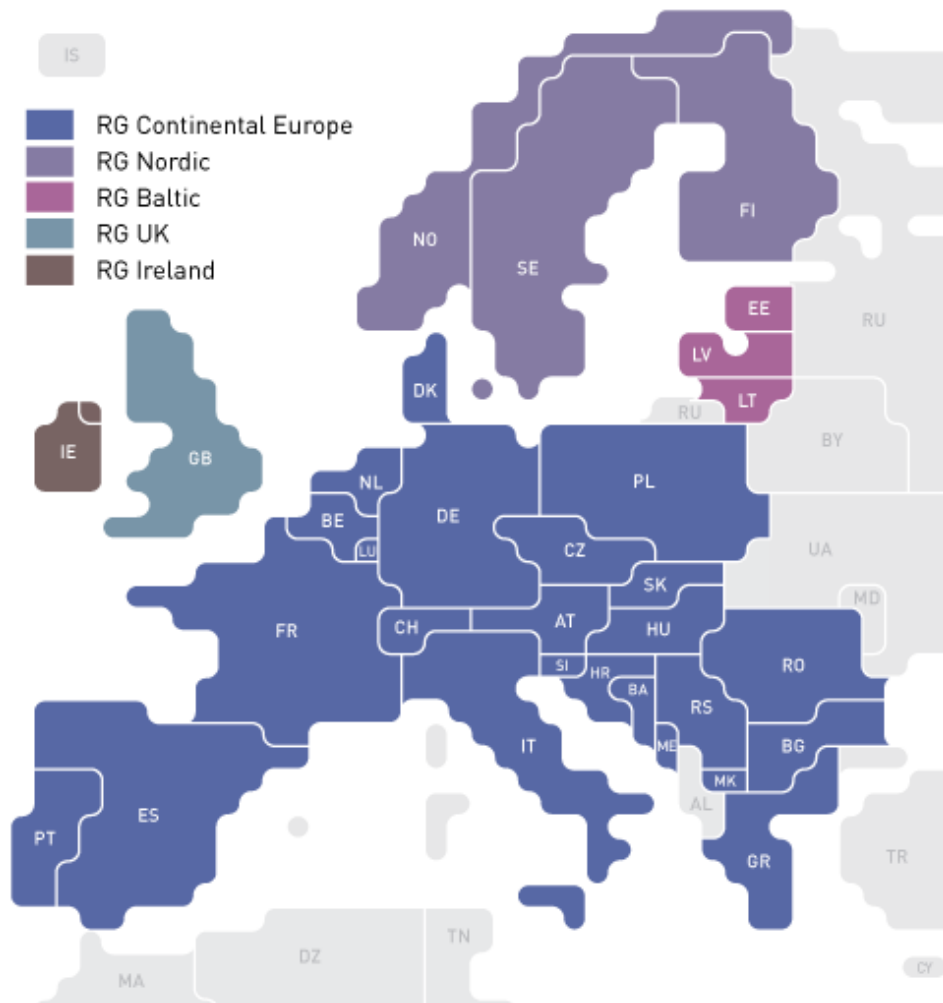 IS
RG Continental Europe
RG Nordic
RG Baltic
RG UK
RG Ireland
NO
SE
FI
EE
RU
LV
DK
LT
RU
BY
IE
GB
NL
PL
BE
DE
LU
CZ
UA
SK
MD
FR
CH
AT
HU
SI
HR
RO
BA
RS
IT
ME
BG
MK
AL
ES
PT
GR
TR
TN
DZ
MA
CY